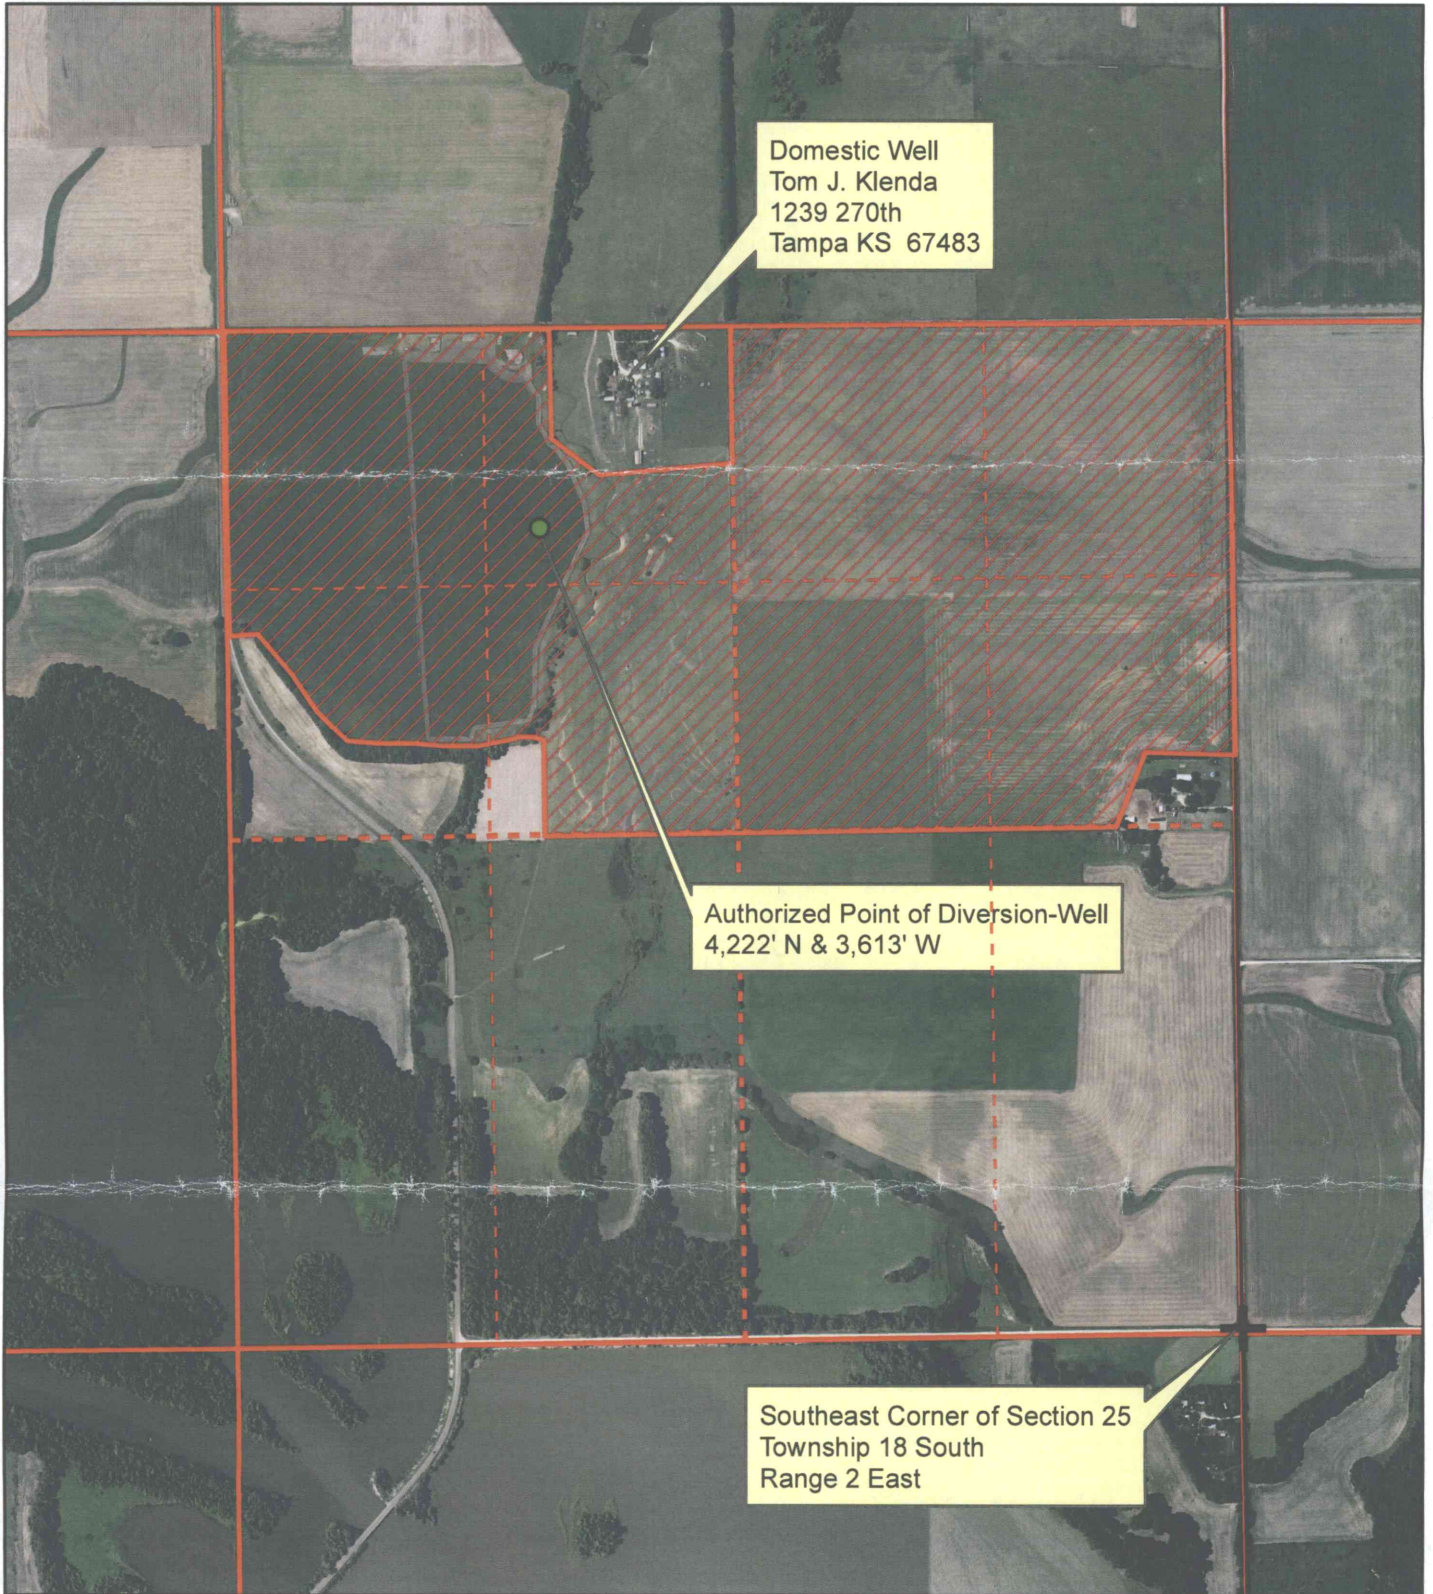 Domestic Well
Tom J. Klenda
1239 270th
Tampa KS 67483
Authorized Point of Diversion-Well
4,222' N & 3,613' W
Southeast Corner of Section 25
Township 18 South
Range 2 East